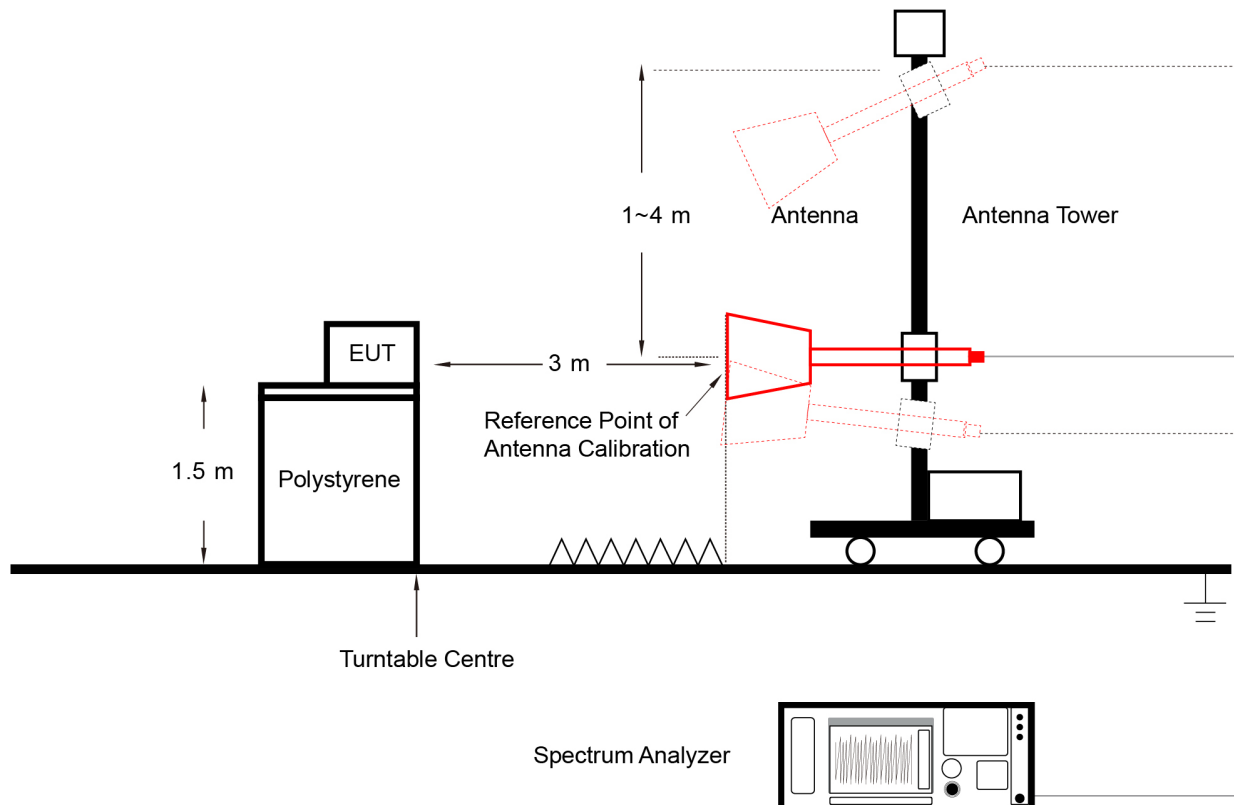 1~4 m
Antenna
Antenna Tower
EUT
3 m
Reference Point of
Antenna Calibration
1.5 m
Polystyrene
Turntable Centre
Spectrum Analyzer